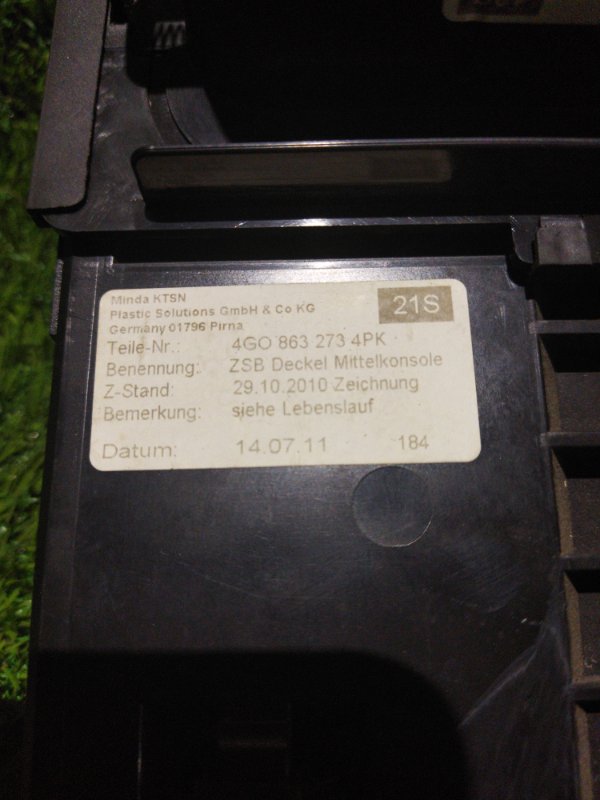 Minda KTSN
Plastic Solutions GmbH & Co KG
Germany 01796 Pirna
21S
Teile-Nr.: 4GO 863 273 4PK
Benennung: ZSB Deckel Mittelkonsole
Z-Stand: 29.10.2010 Zeichnung
Bemerkung: siehe Lebenslauf
Datum: 14.07.11 184